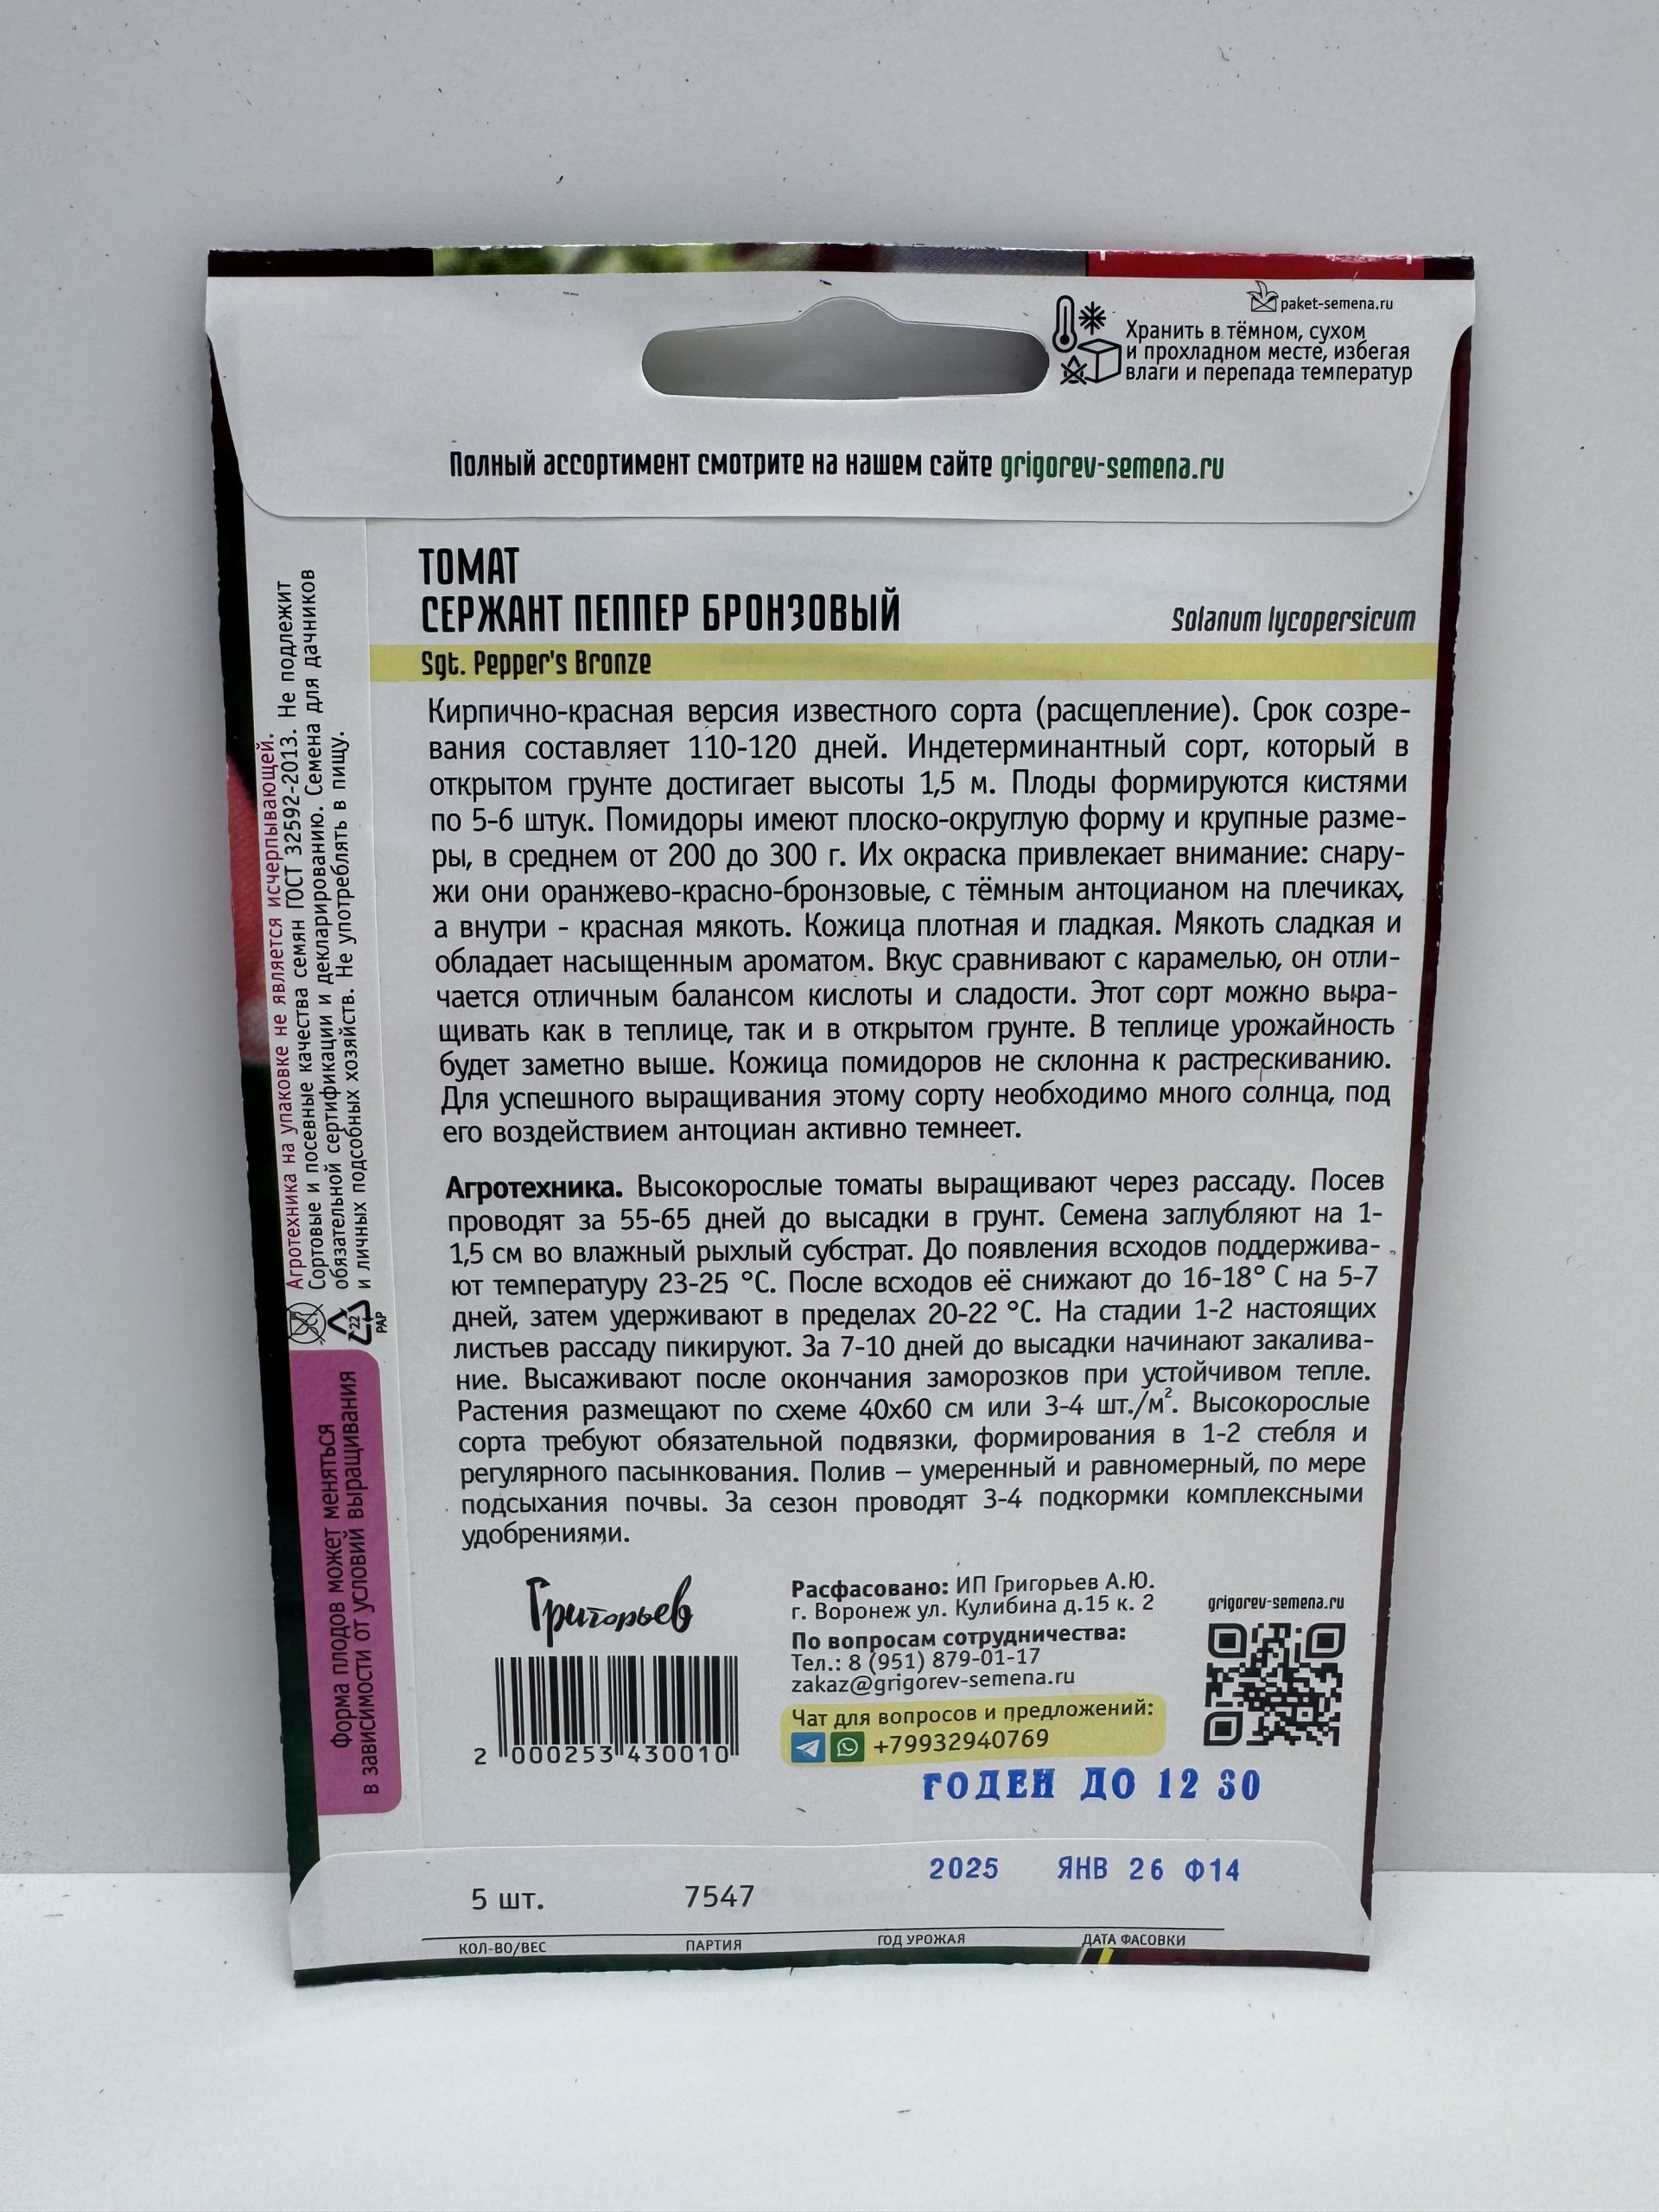 paket-semena.ru
Хранить в тёмном, сухом
и прохладном месте, избегая
влаги и перепада температур
Полный ассортимент смотрите на нашем сайте grigorev-semena.ru
ТОМАТ
СЕРЖАНТ ПЕППЕР БРОНЗОВЫЙ
Solanum lycopersicum
Sgt. Pepper's Bronze
Кирпично-красная версия известного сорта (расщепление). Срок созре-
вания составляет 110-120 дней. Индетерминантный сорт, который в
открытом грунте достигает высоты 1,5 м. Плоды формируются кистями
по 5-6 штук. Помидоры имеют плоско-округлую форму и крупные разме-
ры, в среднем от 200 до 300 г. Их окраска привлекает внимание: снару-
жи они оранжево-красно-бронзовые, с тёмным антоцианом на плечиках,
а внутри - красная мякоть. Кожица плотная и гладкая. Мякоть сладкая и
обладает насыщенным ароматом. Вкус сравнивают с карамелью, он отли-
чается отличным балансом кислоты и сладости. Этот сорт можно выра-
щивать как в теплице, так и в открытом грунте. В теплице урожайность
будет заметно выше. Кожица помидоров не склонна к растрескиванию.
Для успешного выращивания этому сорту необходимо много солнца, под
его воздействием антоциан активно темнеет.
Агротехника. Высокорослые томаты выращивают через рассаду. Посев
проводят за 55-65 дней до высадки в грунт. Семена заглубляют на 1-
1,5 см во влажный рыхлый субстрат. До появления всходов поддержива-
ют температуру 23-25 °C. После всходов её снижают до 16-18° C на 5-7
дней, затем удерживают в пределах 20-22 °C. На стадии 1-2 настоящих
листьев рассаду пикируют. За 7-10 дней до высадки начинают закалива-
ние. Высаживают после окончания заморозков при устойчивом тепле.
Растения размещают по схеме 40х60 см или 3-4 шт./м². Высокорослые
сорта требуют обязательной подвязки, формирования в 1-2 стебля и
регулярного пасынкования. Полив – умеренный и равномерный, по мере
подсыхания почвы. За сезон проводят 3-4 подкормки комплексными
удобрениями.
Агротехника на упаковке не является исчерпывающей.
Сортовые и посевные качества семян ГОСТ 32592-2013. Не подлежит
обязательной сертификации и декларированию. Семена для дачников
и личных подсобных хозяйств. Не употреблять в пищу.
22
PAP
Форма плодов может меняться
в зависимости от условий выращивания
Григорьев
2 000253 430010
Расфасовано: ИП Григорьев А.Ю.
г. Воронеж ул. Кулибина д.15 к. 2
По вопросам сотрудничества:
Тел.: 8 (951) 879-01-17
zakaz@grigorev-semena.ru
Чат для вопросов и предложений:
+79932940769
grigorev-semena.ru
ГОДЕН ДО 12 30
2025 ЯНВ 26 Ф14
5 шт. 7547
КОЛ-ВО/ВЕС ПАРТИЯ ГОД УРОЖАЯ ДАТА ФАСОВКИ